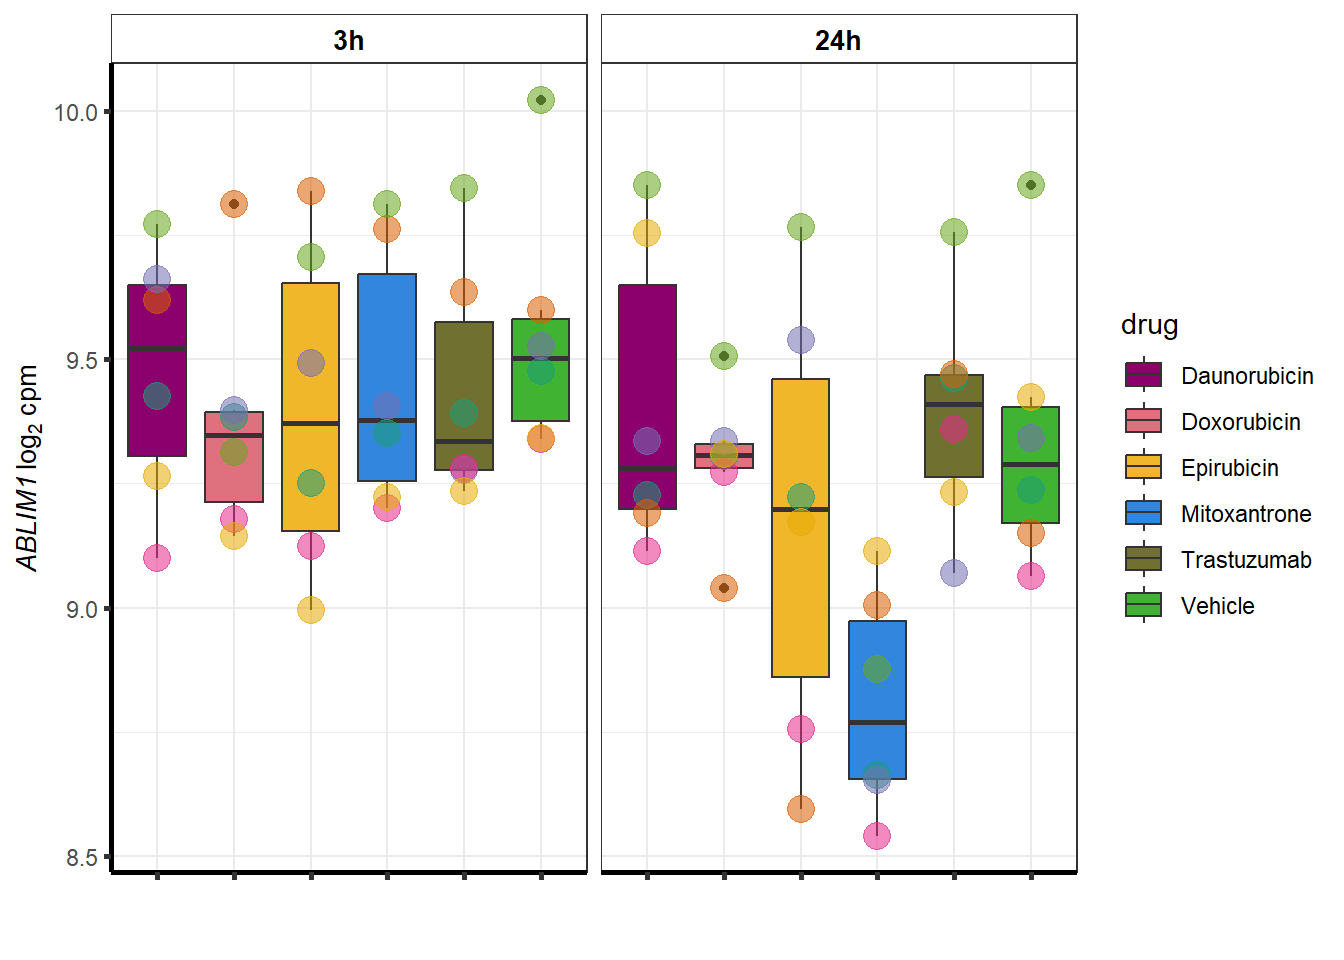 3h
24h
10.0
9.5
9.0
8.5
ABLIM1 log₂ cpm
drug
Daunorubicin
Doxorubicin
Epirubicin
Mitoxantrone
Trastuzumab
Vehicle